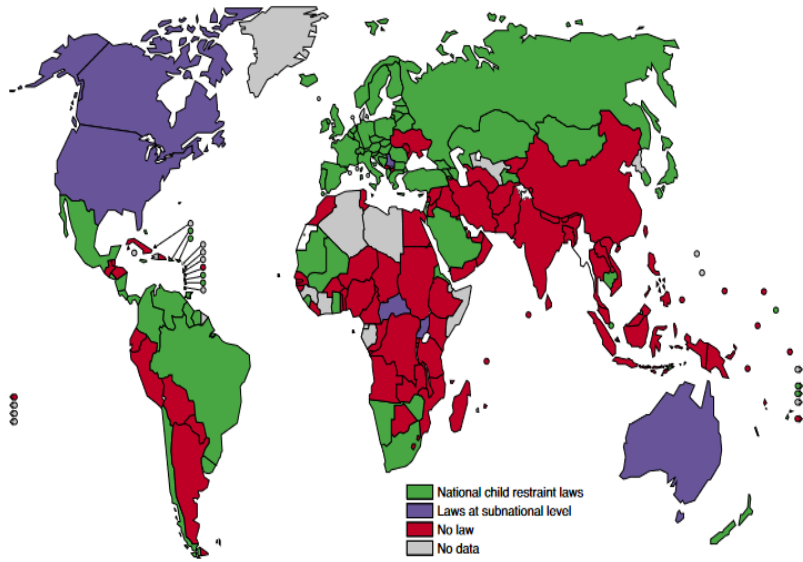 National child restraint laws
Laws at subnational level
No law
No data